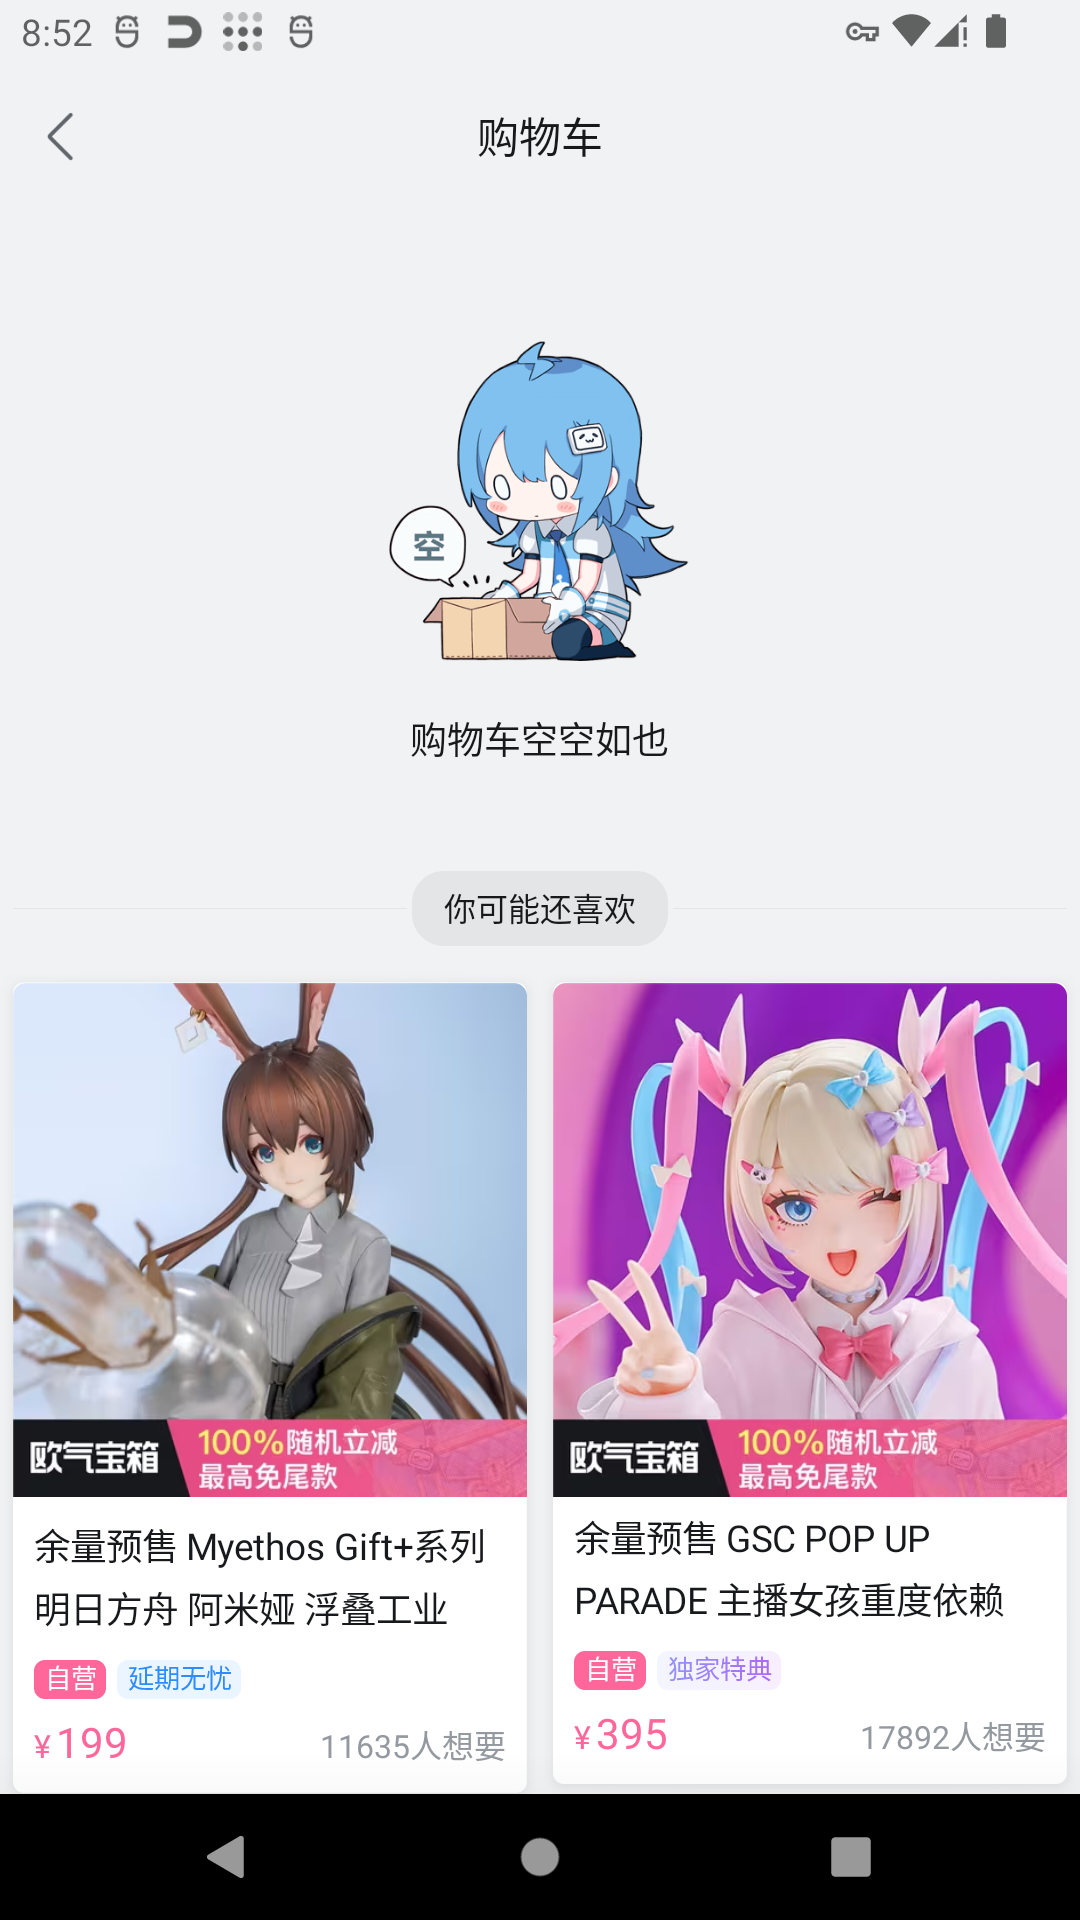 8:52
购物车
空
购物车空空如也
你可能还喜欢
欧气宝箱
100%随机立减
最高免尾款
余量预售 Myethos Gift+系列
明日方舟 阿米娅 浮叠工业
自营 延期无忧
¥199 11635人想要
欧气宝箱
100%随机立减
最高免尾款
余量预售 GSC POP UP
PARADE 主播女孩重度依赖
自营 独家特典
¥395 17892人想要